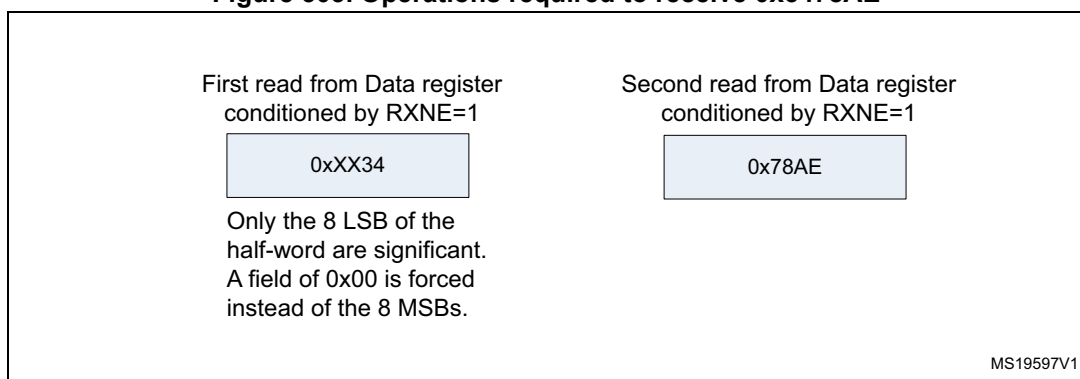 First read from Data register
conditioned by RXNE=1
0xXX34
Only the 8 LSB of the
half-word are significant.
A field of 0x00 is forced
instead of the 8 MSBs.
Second read from Data register
conditioned by RXNE=1
0x78AE
MS19597V1